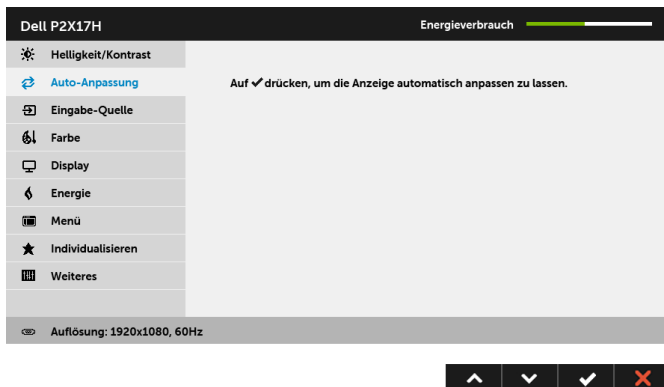 Dell P2X17H
Energieverbrauch
Helligkeit/Kontrast
Auto-Anpassung
Auf ✓ drücken, um die Anzeige automatisch anpassen zu lassen.
Eingabe-Quelle
Farbe
Display
Energie
Menü
Individualisieren
Weiteres
Auflösung: 1920x1080, 60Hz